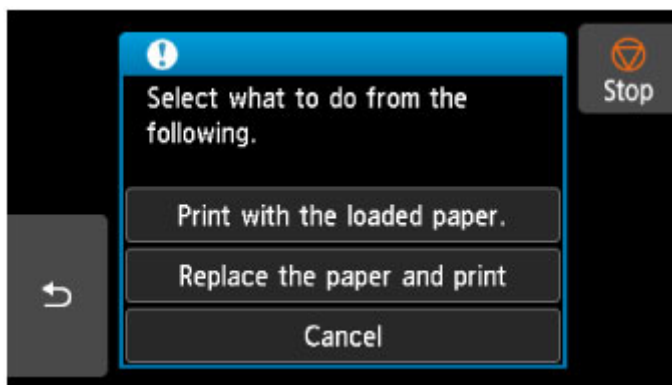 Select what to do from the
following.
Stop
Print with the loaded paper.
Replace the paper and print
Cancel